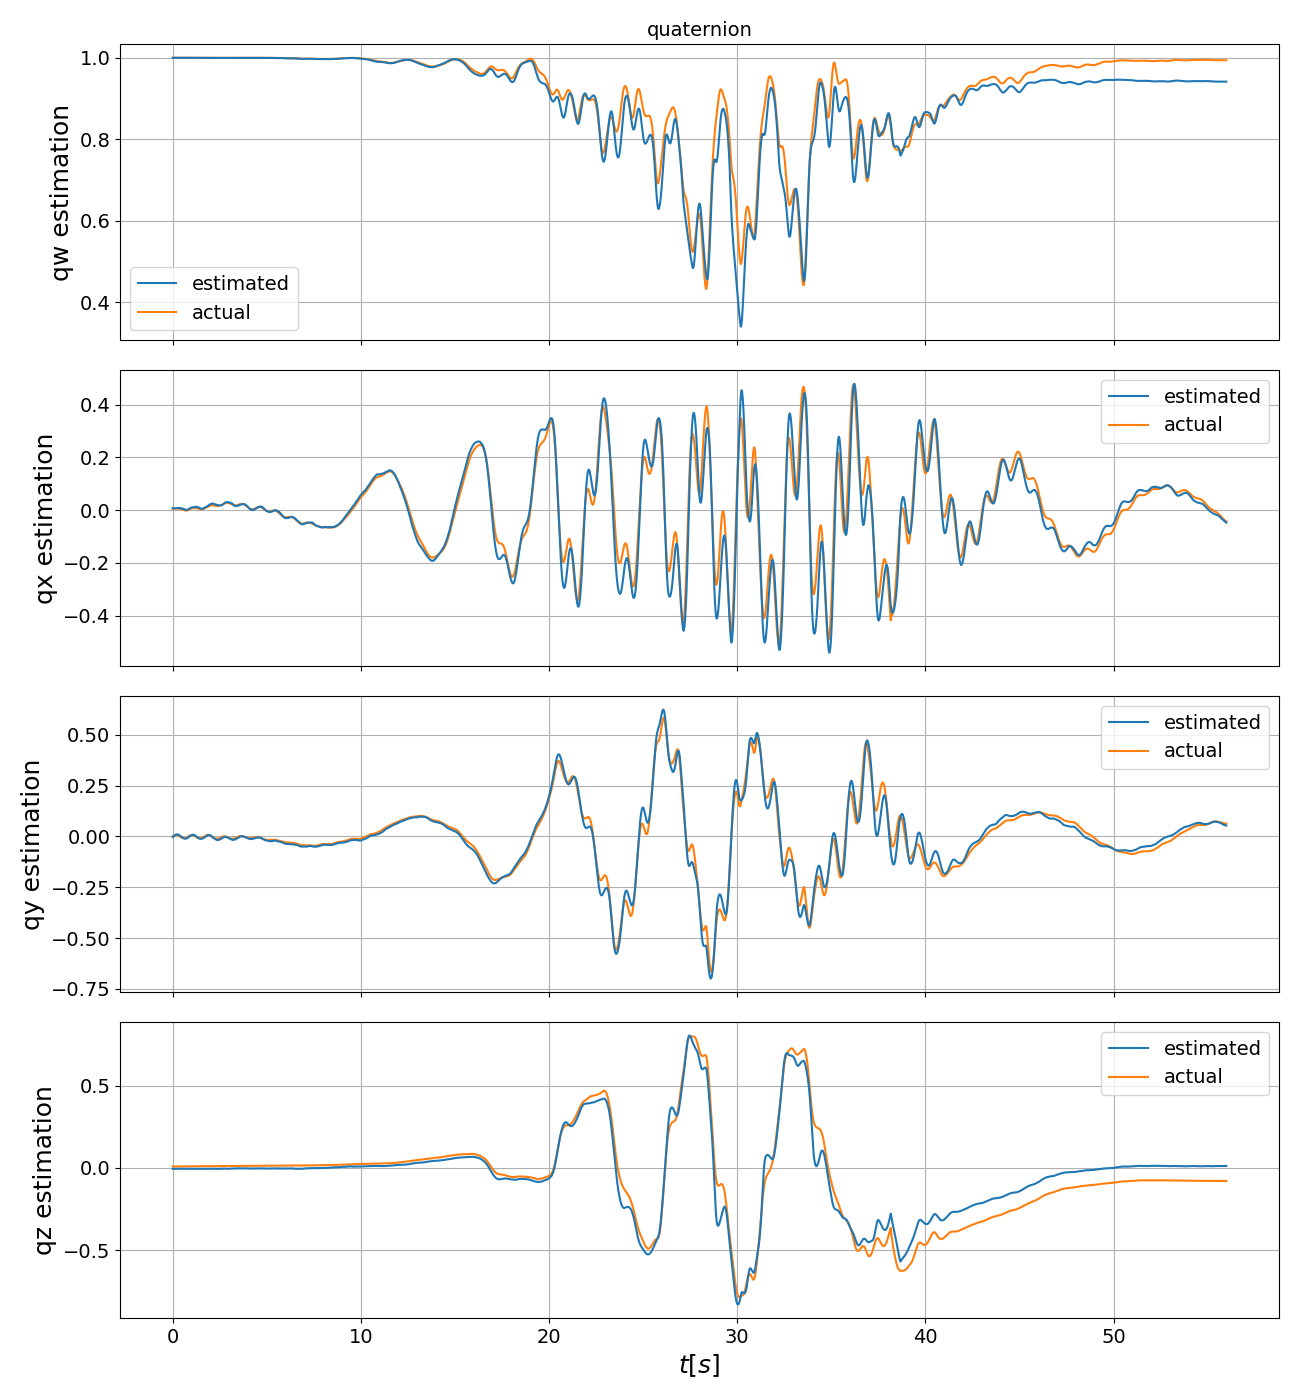 quaternion
1.0
0.8
0.6
0.4
qw estimation
estimated
actual
0.4
0.2
0.0
−0.2
−0.4
qx estimation
estimated
actual
0.50
0.25
0.00
−0.25
−0.50
−0.75
qy estimation
estimated
actual
0.5
0.0
−0.5
qz estimation
estimated
actual
0 10 20 30 40 50
t[s]